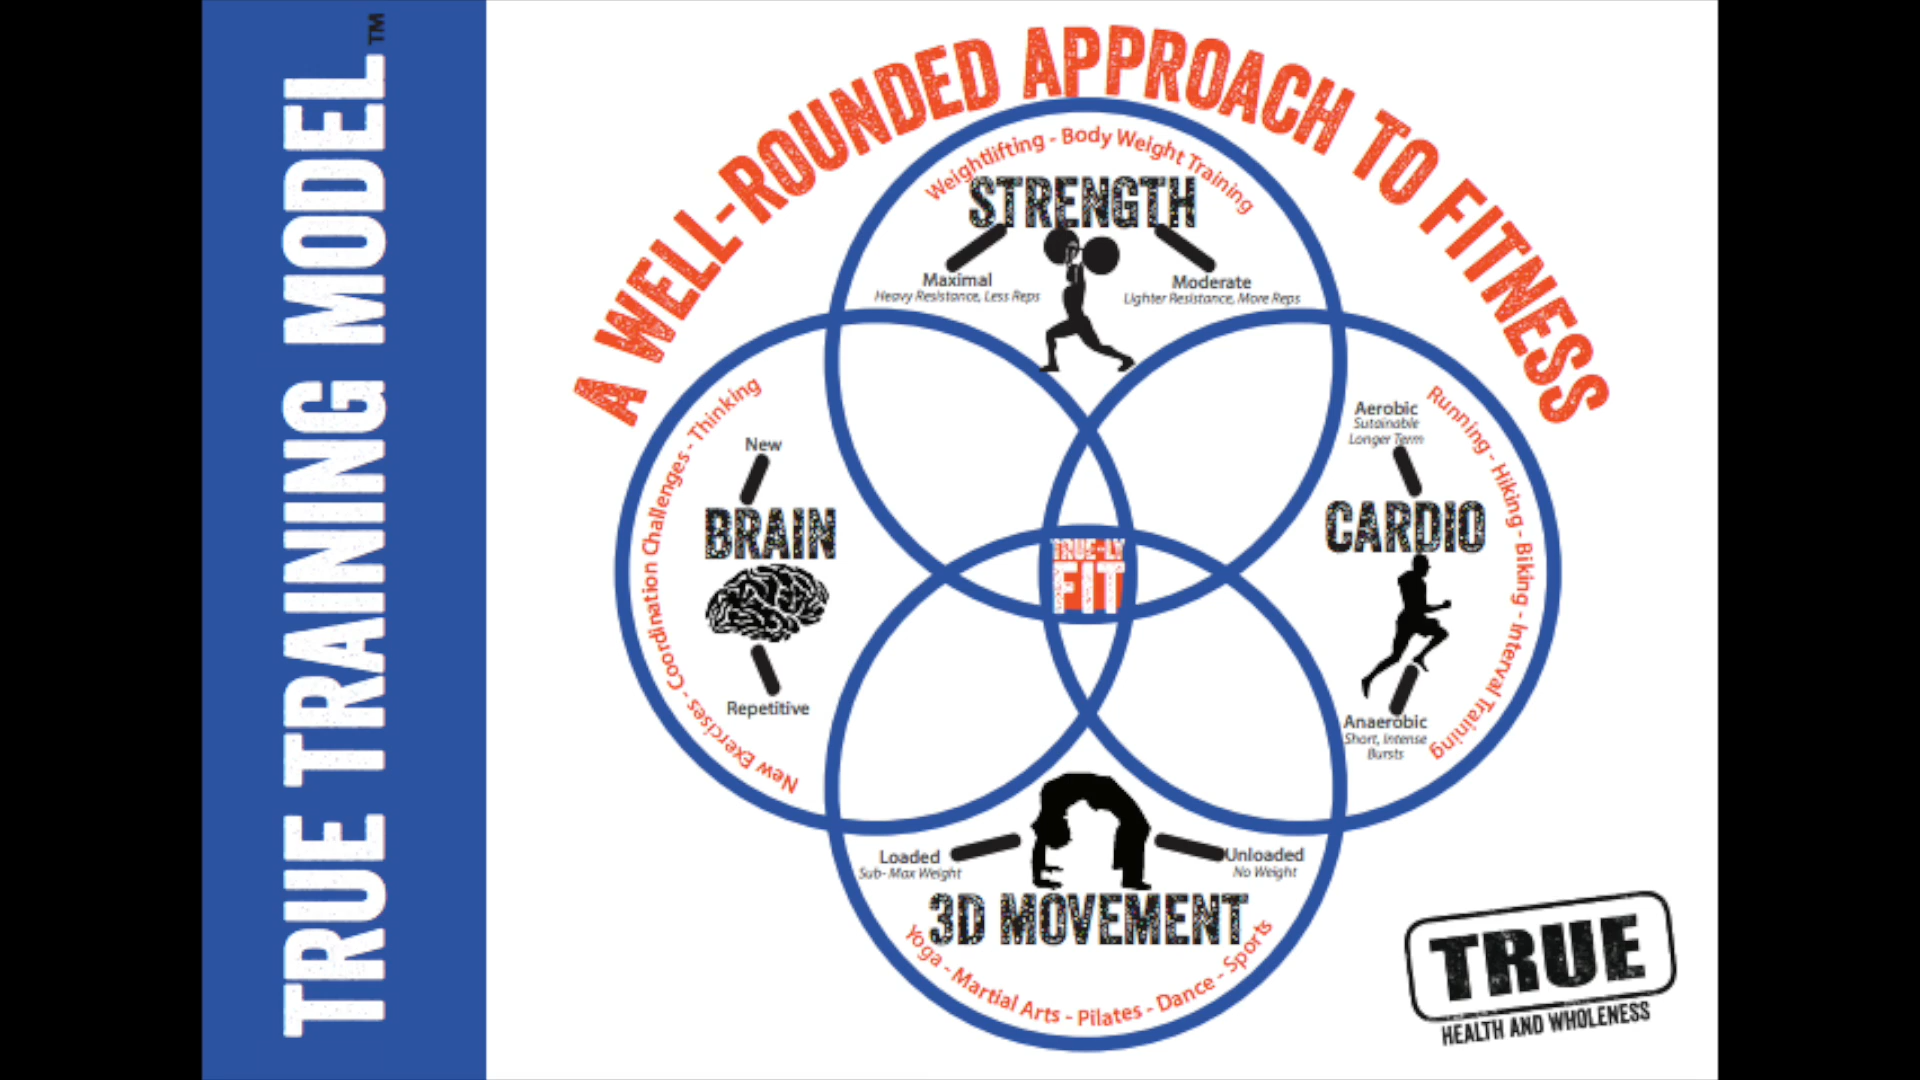 TRUE TRAINING MODEL™
A WELL-ROUNDED APPROACH TO FITNESS
Weightlifting - Body Weight Training
STRENGTH
Maximal
Heavy Resistance, Less Reps
Moderate
Lighter Resistance, More Reps
New Exercises - Coordination Challenges - Thinking
New
BRAIN
Repetitive
TRUE-LY
FIT
Running - Hiking - Biking - Interval Training
Aerobic
Sutainable
Longer Term
CARDIO
Anaerobic
Short, Intense
Bursts
Loaded
Sub- Max Weight
Unloaded
No Weight
3D MOVEMENT
Yoga - Martial Arts - Pilates - Dance - Sports
TRUE
HEALTH AND WHOLENESS